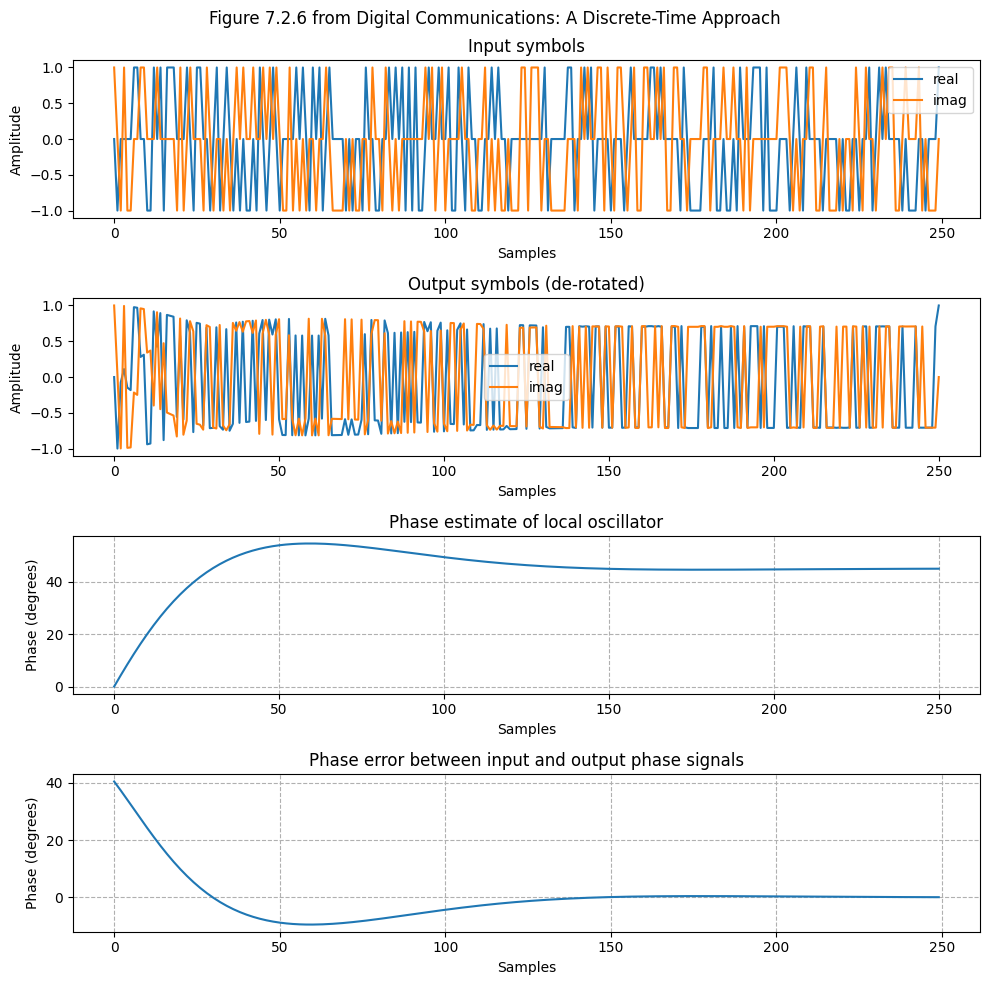 Figure 7.2.6 from Digital Communications: A Discrete-Time Approach
Input symbols
1.0
0.5
0.0
−0.5
−1.0
Amplitude
real
imag
0 50 100 150 200 250
Samples
Output symbols (de-rotated)
1.0
0.5
0.0
−0.5
−1.0
Amplitude
real
imag
0 50 100 150 200 250
Samples
Phase estimate of local oscillator
40
20
0
Phase (degrees)
0 50 100 150 200 250
Samples
Phase error between input and output phase signals
40
20
0
Phase (degrees)
0 50 100 150 200 250
Samples